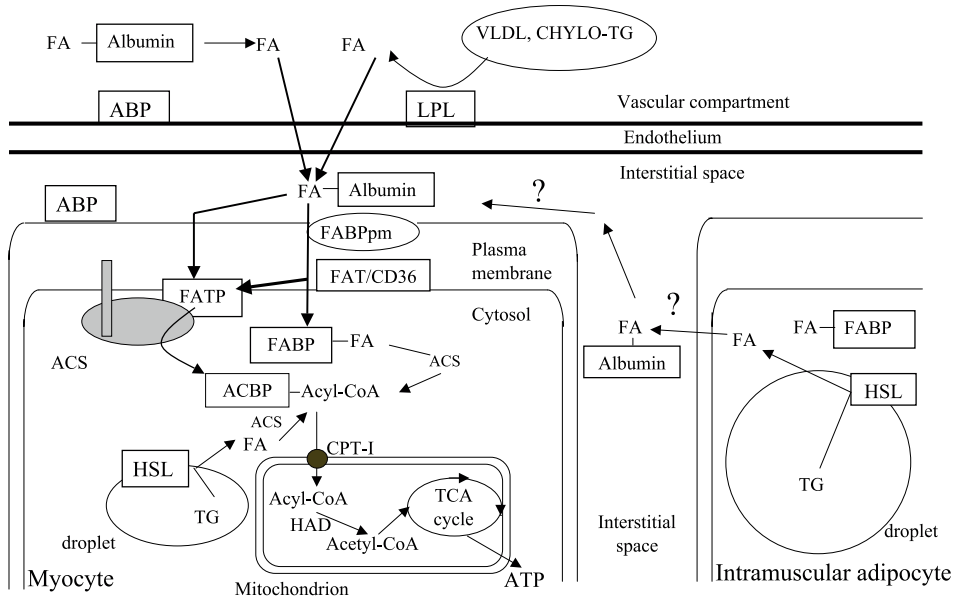 FA
Albumin
FA
FA
VLDL, CHYLO-TG
ABP
LPL
Vascular compartment
Endothelium
Interstitial space
FA
Albumin
?
ABP
FABPpm
Plasma
membrane
FAT/CD36
FATP
Cytosol
?
FABP
FA
FA
FA
FA
FABP
ACS
ACS
Albumin
ACBP
Acyl-CoA
HSL
ACS
FA
CPT-I
HSL
TG
Acyl-CoA
TCA
cycle
TG
HAD
Acetyl-CoA
droplet
Interstitial
space
droplet
Myocyte
Mitochondrion
ATP
Intramuscular adipocyte